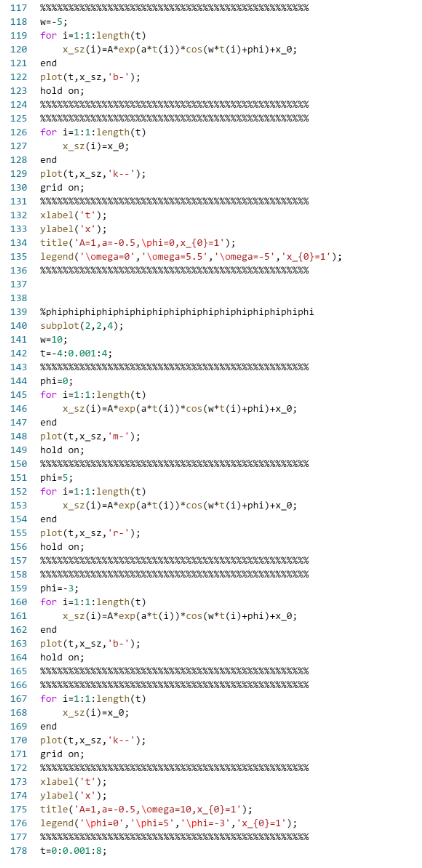 117 %%%%%%%%%%%%%%%%%%%%%%%%%%%%%%%%%%%%%%%%%%%%%%%%
118 w=-5;
119 for i=1:1:length(t)
120     x_sz(i)=A*exp(a*t(i))*cos(w*t(i)+phi)+x_0;
121 end
122 plot(t,x_sz,'b-');
123 hold on;
124 %%%%%%%%%%%%%%%%%%%%%%%%%%%%%%%%%%%%%%%%%%%%%%%%
125 %%%%%%%%%%%%%%%%%%%%%%%%%%%%%%%%%%%%%%%%%%%%%%%%
126 for i=1:1:length(t)
127     x_sz(i)=x_0;
128 end
129 plot(t,x_sz,'k--');
130 grid on;
131 %%%%%%%%%%%%%%%%%%%%%%%%%%%%%%%%%%%%%%%%%%%%%%%%
132 xlabel('t');
133 ylabel('x');
134 title('A=1,a=-0.5,\phi=0,x_{0}=1');
135 legend('\omega=0','\omega=5.5','\omega=-5','x_{0}=1');
136 %%%%%%%%%%%%%%%%%%%%%%%%%%%%%%%%%%%%%%%%%%%%%%%%
137
138
139 %phiphiphiphiphiphiphiphiphiphiphiphiphiphiphiphi
140 subplot(2,2,4);
141 w=10;
142 t=-4:0.001:4;
143 %%%%%%%%%%%%%%%%%%%%%%%%%%%%%%%%%%%%%%%%%%%%%%%%
144 phi=0;
145 for i=1:1:length(t)
146     x_sz(i)=A*exp(a*t(i))*cos(w*t(i)+phi)+x_0;
147 end
148 plot(t,x_sz,'m-');
149 hold on;
150 %%%%%%%%%%%%%%%%%%%%%%%%%%%%%%%%%%%%%%%%%%%%%%%%
151 phi=5;
152 for i=1:1:length(t)
153     x_sz(i)=A*exp(a*t(i))*cos(w*t(i)+phi)+x_0;
154 end
155 plot(t,x_sz,'r-');
156 hold on;
157 %%%%%%%%%%%%%%%%%%%%%%%%%%%%%%%%%%%%%%%%%%%%%%%%
158 %%%%%%%%%%%%%%%%%%%%%%%%%%%%%%%%%%%%%%%%%%%%%%%%
159 phi=-3;
160 for i=1:1:length(t)
161     x_sz(i)=A*exp(a*t(i))*cos(w*t(i)+phi)+x_0;
162 end
163 plot(t,x_sz,'b-');
164 hold on;
165 %%%%%%%%%%%%%%%%%%%%%%%%%%%%%%%%%%%%%%%%%%%%%%%%
166 %%%%%%%%%%%%%%%%%%%%%%%%%%%%%%%%%%%%%%%%%%%%%%%%
167 for i=1:1:length(t)
168     x_sz(i)=x_0;
169 end
170 plot(t,x_sz,'k--');
171 grid on;
172 %%%%%%%%%%%%%%%%%%%%%%%%%%%%%%%%%%%%%%%%%%%%%%%%
173 xlabel('t');
174 ylabel('x');
175 title('A=1,a=-0.5,\omega=10,x_{0}=1');
176 legend('\phi=0','\phi=5','\phi=-3','x_{0}=1');
177 %%%%%%%%%%%%%%%%%%%%%%%%%%%%%%%%%%%%%%%%%%%%%%%%
178 t=0:0.001:8;